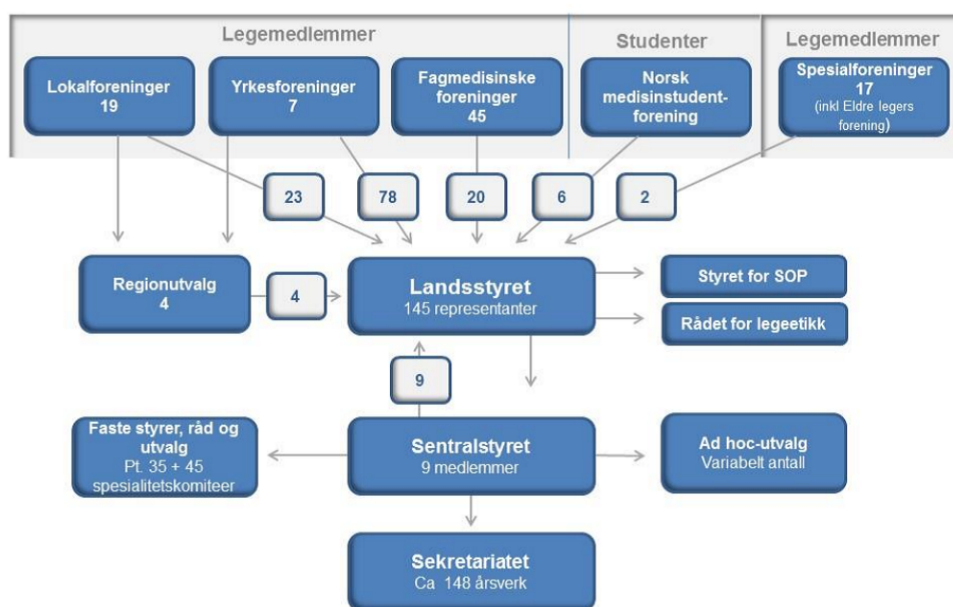 Legemedlemmer
Studenter
Legemedlemmer
Lokalforeninger
19
Yrkesforeninger
7
Fagmedisinske
foreninger
45
Norsk
medisinstudent-
forening
Spesialforeninger
17
(inkl Eldre legers
forening)
23
78
20
6
2
Regionutvalg
4
4
Landsstyret
145 representanter
Styret for SOP
Rådet for legeetikk
9
Faste styrer, råd og
utvalg
Pt. 35 + 45
spesialitetskomiteer
Sentralstyret
9 medlemmer
Ad hoc-utvalg
Variabelt antall
Sekretariatet
Ca 148 årsverk